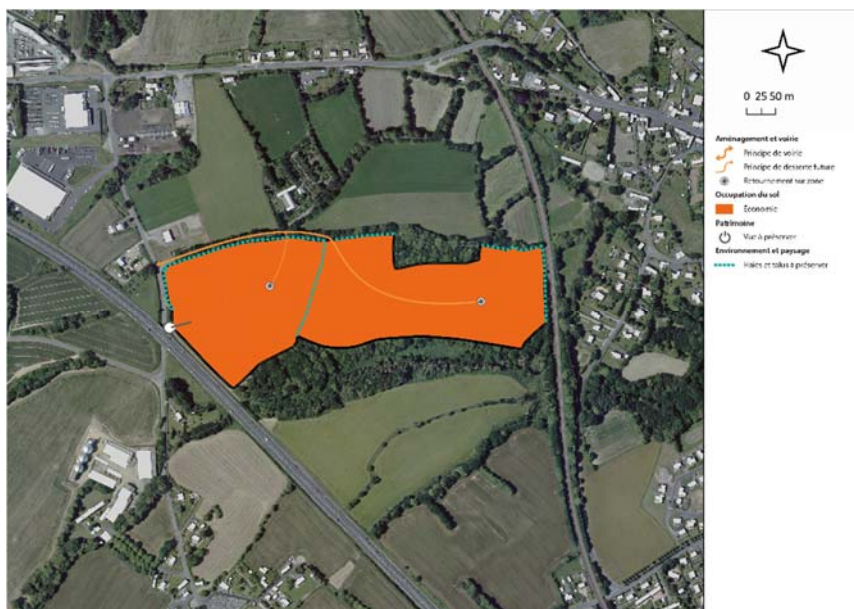 0 25 50 m
Aménagement et voirie
Principe de voirie
Principe de desserte future
Retournement sur zone
Occupation du sol
Économie
Patrimoine
Vue à préserver
Environnement et paysage
Haies et talus à préserver